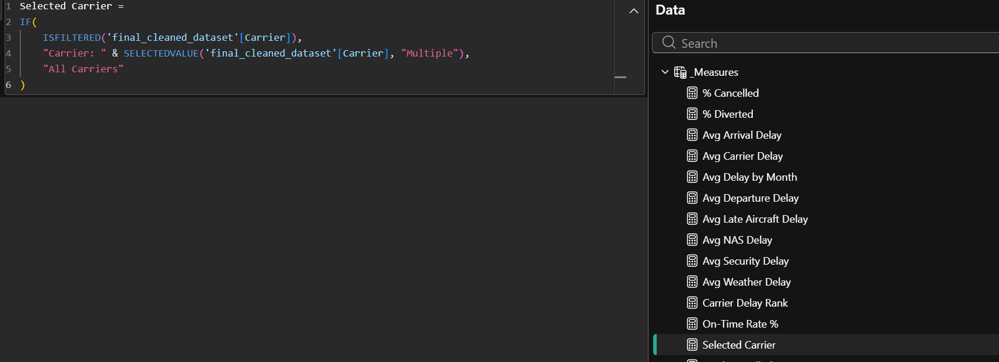 1 Selected Carrier =
2 IF(
3 ISFILTERED('final_cleaned_dataset'[Carrier]),
4 "Carrier: " & SELECTEDVALUE('final_cleaned_dataset'[Carrier], "Multiple"),
5 "All Carriers"
6 )
Data
Search
_Measures
% Cancelled
% Diverted
Avg Arrival Delay
Avg Carrier Delay
Avg Delay by Month
Avg Departure Delay
Avg Late Aircraft Delay
Avg NAS Delay
Avg Security Delay
Avg Weather Delay
Carrier Delay Rank
On-Time Rate %
Selected Carrier